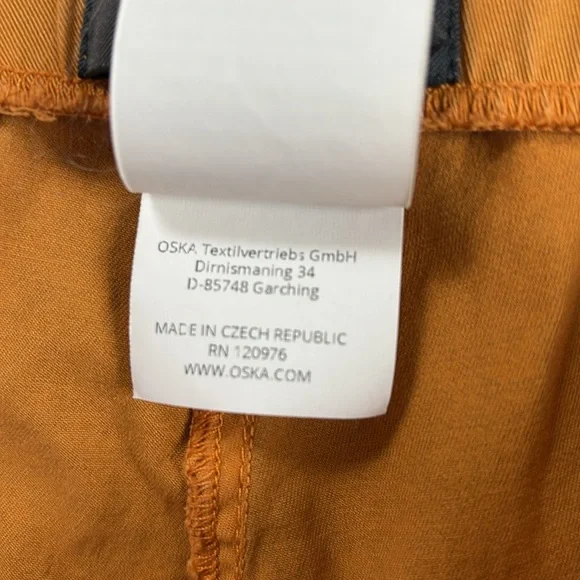 OSKA Textilvertriebs GmbH
Dirnismaning 34
D-85748 Garching
MADE IN CZECH REPUBLIC
RN 120976
WWW.OSKA.COM